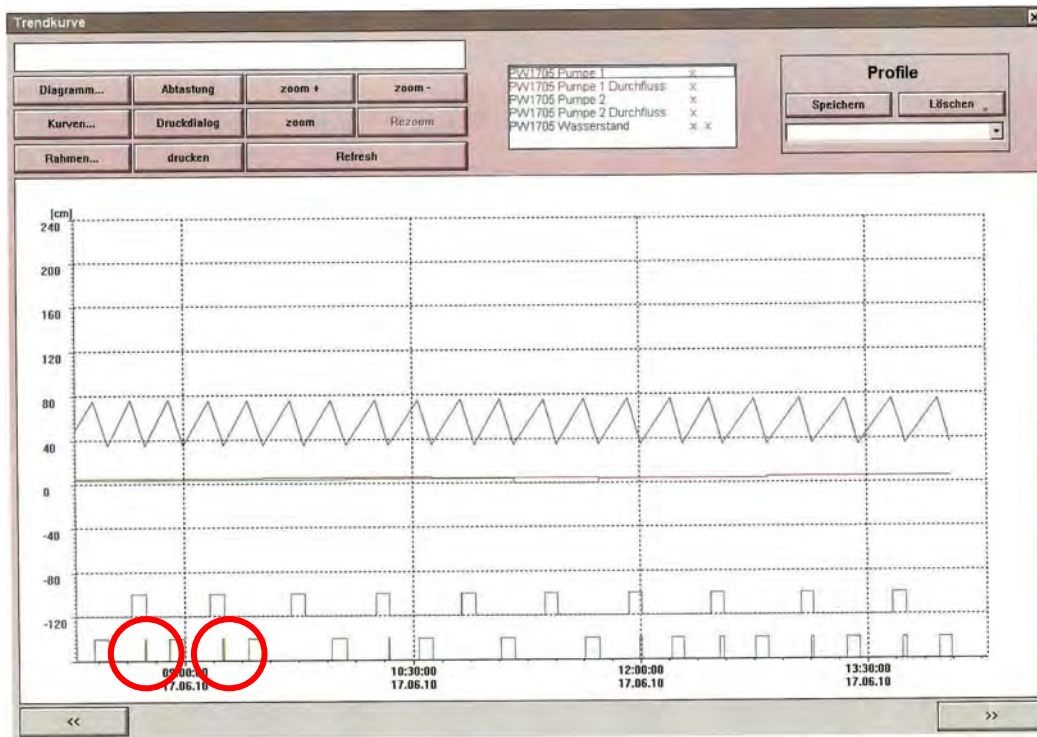 Trendkurve
Diagramm...
Abtastung
zoom +
zoom -
Kurven...
Druckdialog
zoom
Rezoom
Rahmen...
drucken
Refresh
PW1705 Pumpe 1 x
PW1705 Pumpe 1 Durchfluss x
PW1705 Pumpe 2 x
PW1705 Pumpe 2 Durchfluss x
PW1705 Wasserstand x x
Profile
Speichern
Löschen
[cm]
240
200
160
120
80
40
0
-40
-80
-120
09:00:00 10:30:00 12:00:00 13:30:00
17.06.10 17.06.10 17.06.10 17.06.10
<< >>